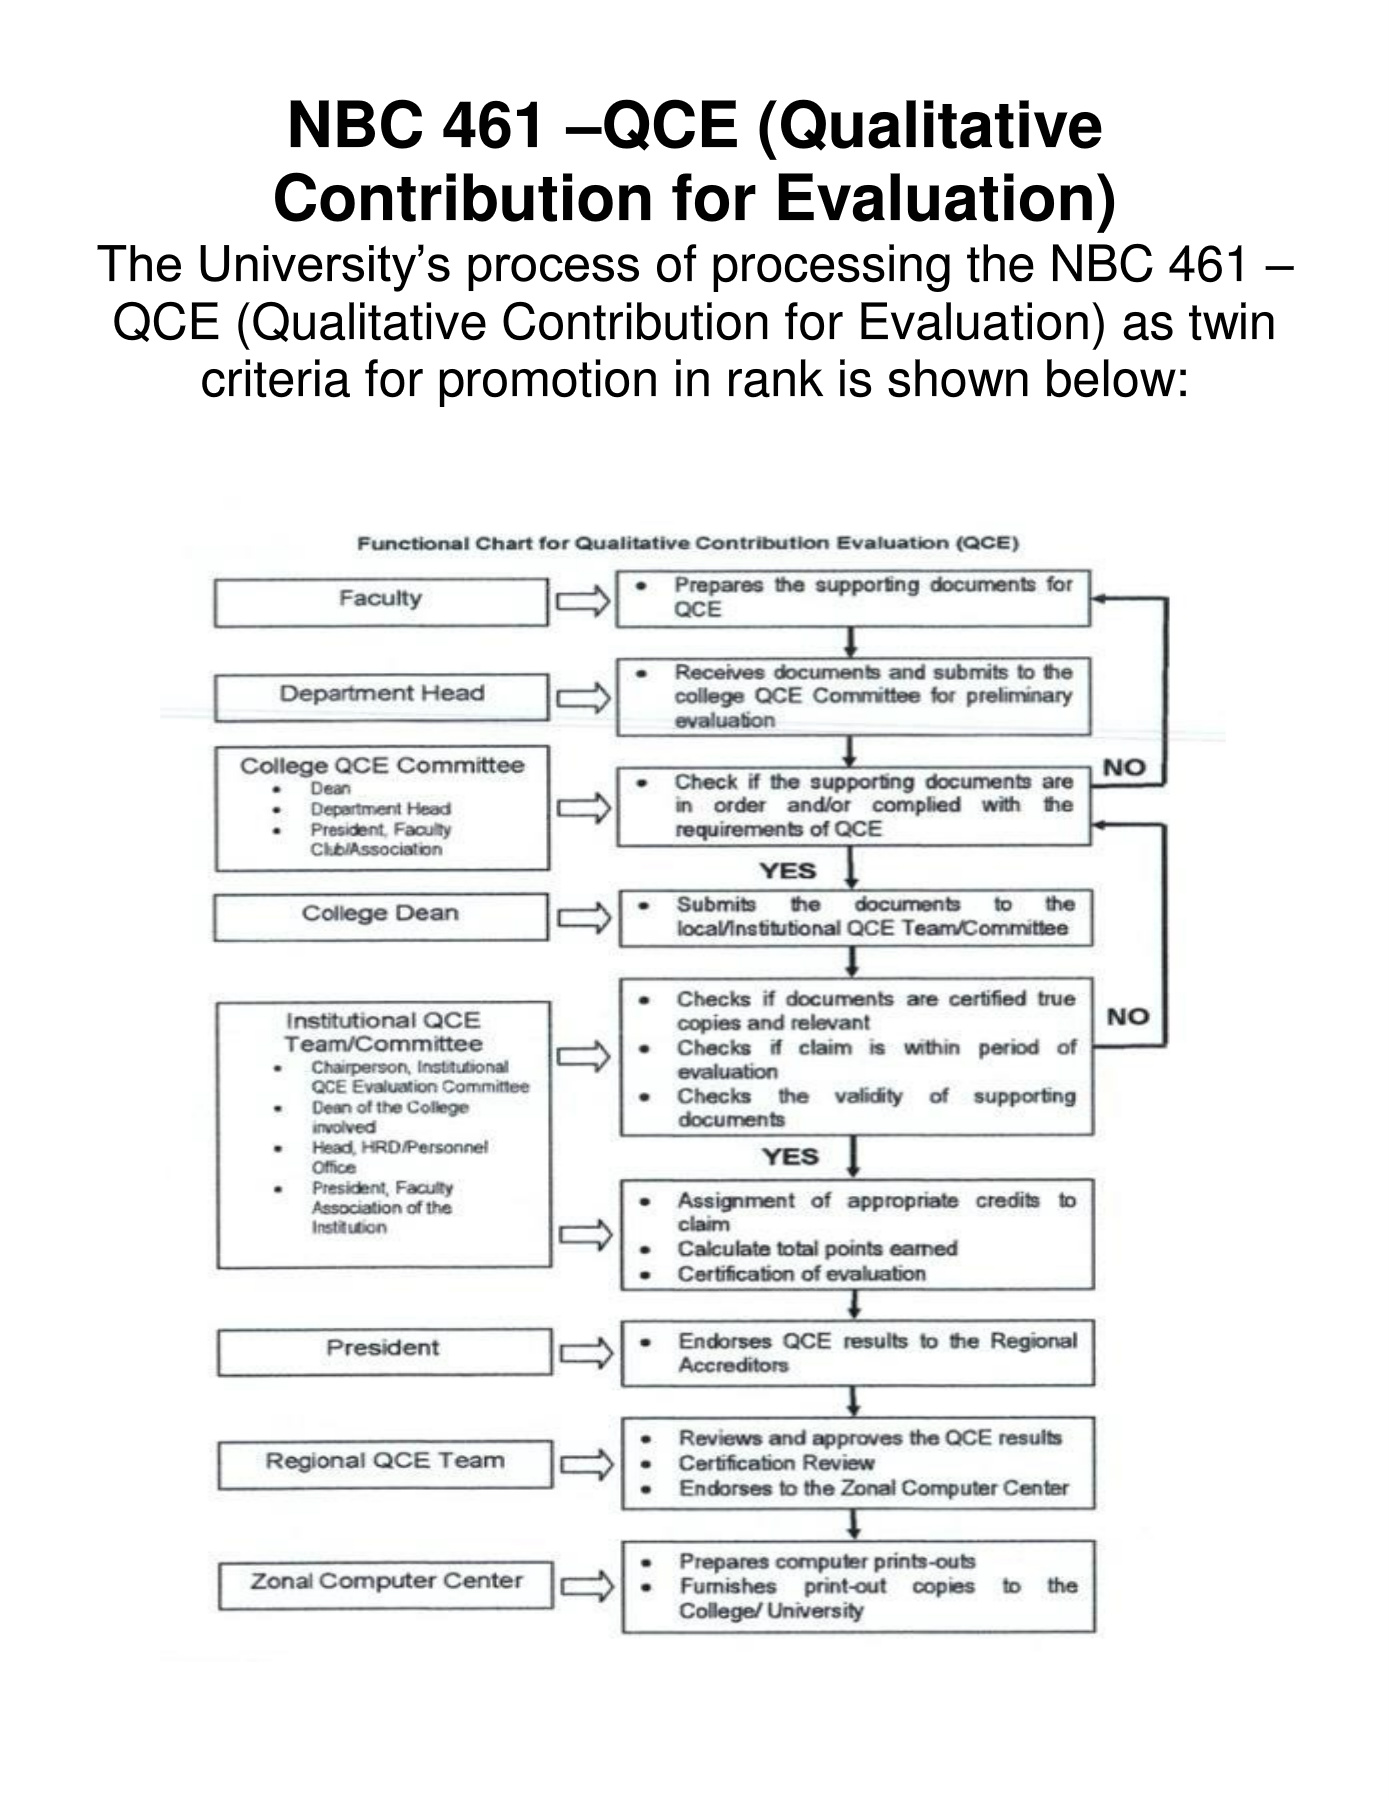 NBC 461 –QCE (Qualitative
Contribution for Evaluation)
The University’s process of processing the NBC 461 –
QCE (Qualitative Contribution for Evaluation) as twin
criteria for promotion in rank is shown below:
Functional Chart for Qualitative Contribution Evaluation (QCE)
Faculty
• Prepares the supporting documents for
QCE
Department Head
• Receives documents and submits to the
college QCE Committee for preliminary
evaluation
College QCE Committee
• Dean
• Department Head
• President, Faculty
Club/Association
• Check if the supporting documents are
in order and/or complied with the
requirements of QCE
NO
YES
College Dean
• Submits the documents to the
local/Institutional QCE Team/Committee
Institutional QCE
Team/Committee
• Chairperson, Institutional
QCE Evaluation Committee
• Dean of the College
involved
• Head, HRD/Personnel
Office
• President, Faculty
Association of the
Institution
• Checks if documents are certified true
copies and relevant
• Checks if claim is within period of
evaluation
• Checks the validity of supporting
documents
NO
YES
• Assignment of appropriate credits to
claim
• Calculate total points earned
• Certification of evaluation
President
• Endorses QCE results to the Regional
Accreditors
Regional QCE Team
• Reviews and approves the QCE results
• Certification Review
• Endorses to the Zonal Computer Center
Zonal Computer Center
• Prepares computer prints-outs
• Furnishes print-out copies to the
College/ University